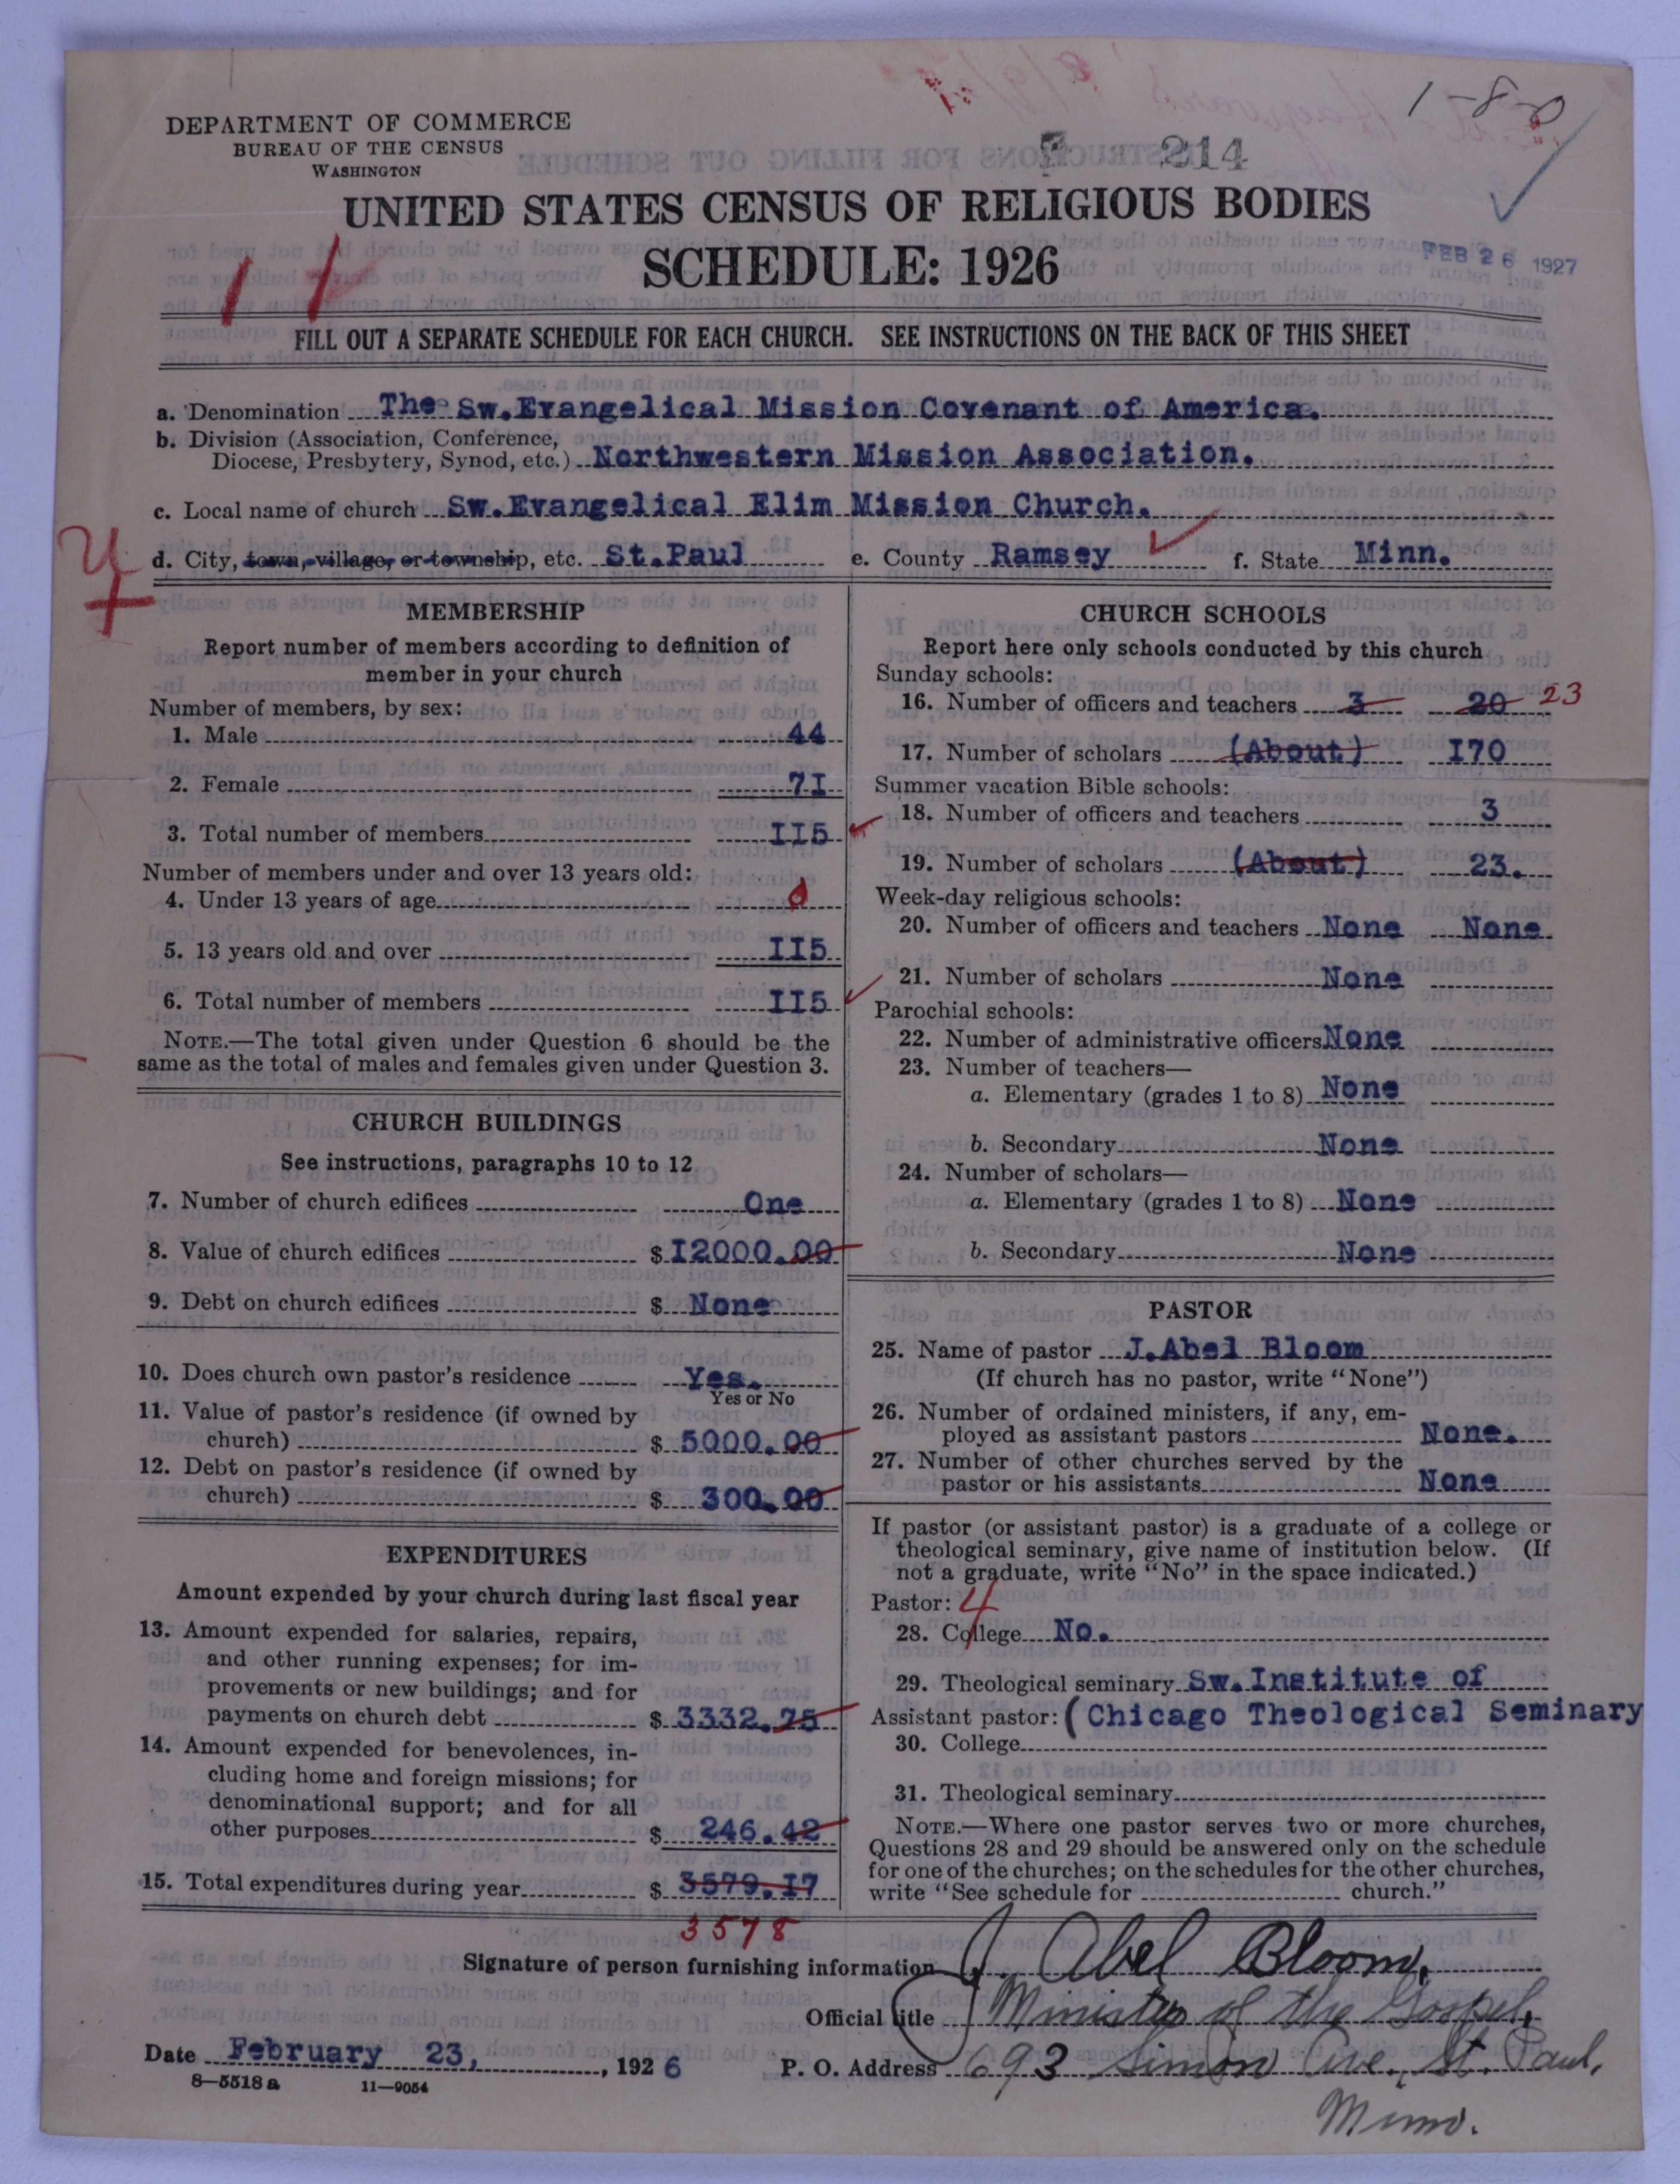 1-8-0
DEPARTMENT OF COMMERCE
BUREAU OF THE CENSUS
WASHINGTON
214
UNITED STATES CENSUS OF RELIGIOUS BODIES
SCHEDULE: 1926
FEB 26 1927
FILL OUT A SEPARATE SCHEDULE FOR EACH CHURCH. SEE INSTRUCTIONS ON THE BACK OF THIS SHEET
a. Denomination The Sw.Evangelical Mission Covenant of America.
b. Division (Association, Conference,
Diocese, Presbytery, Synod, etc.) Northwestern Mission Association.
c. Local name of church Sw.Evangelical Elim Mission Church.
d. City, town, village, or township, etc. St.Paul e. County Ramsey f. State Minn.
MEMBERSHIP
Report number of members according to definition of
member in your church
Number of members, by sex:
1. Male 44
2. Female 7I
3. Total number of members II5
Number of members under and over 13 years old:
4. Under 13 years of age 0
5. 13 years old and over II5
6. Total number of members II5
NOTE.—The total given under Question 6 should be the
same as the total of males and females given under Question 3.
CHURCH BUILDINGS
See instructions, paragraphs 10 to 12
7. Number of church edifices One
8. Value of church edifices $ I2000.00
9. Debt on church edifices $ None
10. Does church own pastor's residence Yes.
Yes or No
11. Value of pastor's residence (if owned by
church) $ 5000.00
12. Debt on pastor's residence (if owned by
church) $ 300.00
EXPENDITURES
Amount expended by your church during last fiscal year
13. Amount expended for salaries, repairs,
and other running expenses; for im-
provements or new buildings; and for
payments on church debt $ 3332.75
14. Amount expended for benevolences, in-
cluding home and foreign missions; for
denominational support; and for all
other purposes $ 246.42
15. Total expenditures during year $ 3579.I7
3578
CHURCH SCHOOLS
Report here only schools conducted by this church
Sunday schools:
16. Number of officers and teachers 3 20 23
17. Number of scholars (About) I70
Summer vacation Bible schools:
18. Number of officers and teachers 3
19. Number of scholars (About) 23.
Week-day religious schools:
20. Number of officers and teachers None None
21. Number of scholars None
Parochial schools:
22. Number of administrative officers None
23. Number of teachers—
a. Elementary (grades 1 to 8) None
b. Secondary None
24. Number of scholars—
a. Elementary (grades 1 to 8) None
b. Secondary None
PASTOR
25. Name of pastor J.Abel Bloom
(If church has no pastor, write "None")
26. Number of ordained ministers, if any, em-
ployed as assistant pastors None.
27. Number of other churches served by the
pastor or his assistants None
If pastor (or assistant pastor) is a graduate of a college or
theological seminary, give name of institution below. (If
not a graduate, write "No" in the space indicated.)
Pastor: 4
28. College No.
29. Theological seminary Sw.Institute of
Assistant pastor: (Chicago Theological Seminary
30. College
31. Theological seminary
NOTE.—Where one pastor serves two or more churches,
Questions 28 and 29 should be answered only on the schedule
for one of the churches; on the schedules for the other churches,
write "See schedule for church."
Signature of person furnishing information J. Abel Bloom,
Official title Minister of the Gospel,
Date February 23, 1926 P. O. Address 693 Simon Ave. St. Paul,
Minn.
8—5518 a 11—9054